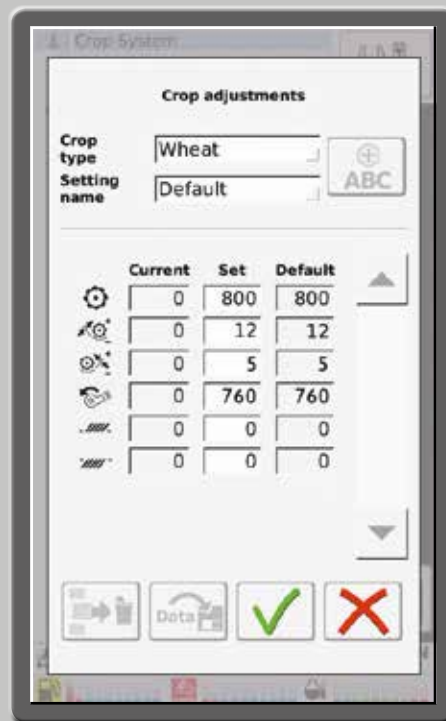 Crop System
Crop adjustments
Crop type Wheat
ABC
Setting name Default
Current Set Default
0 800 800
0 12 12
0 5 5
0 760 760
0 0 0
0 0 0
Data